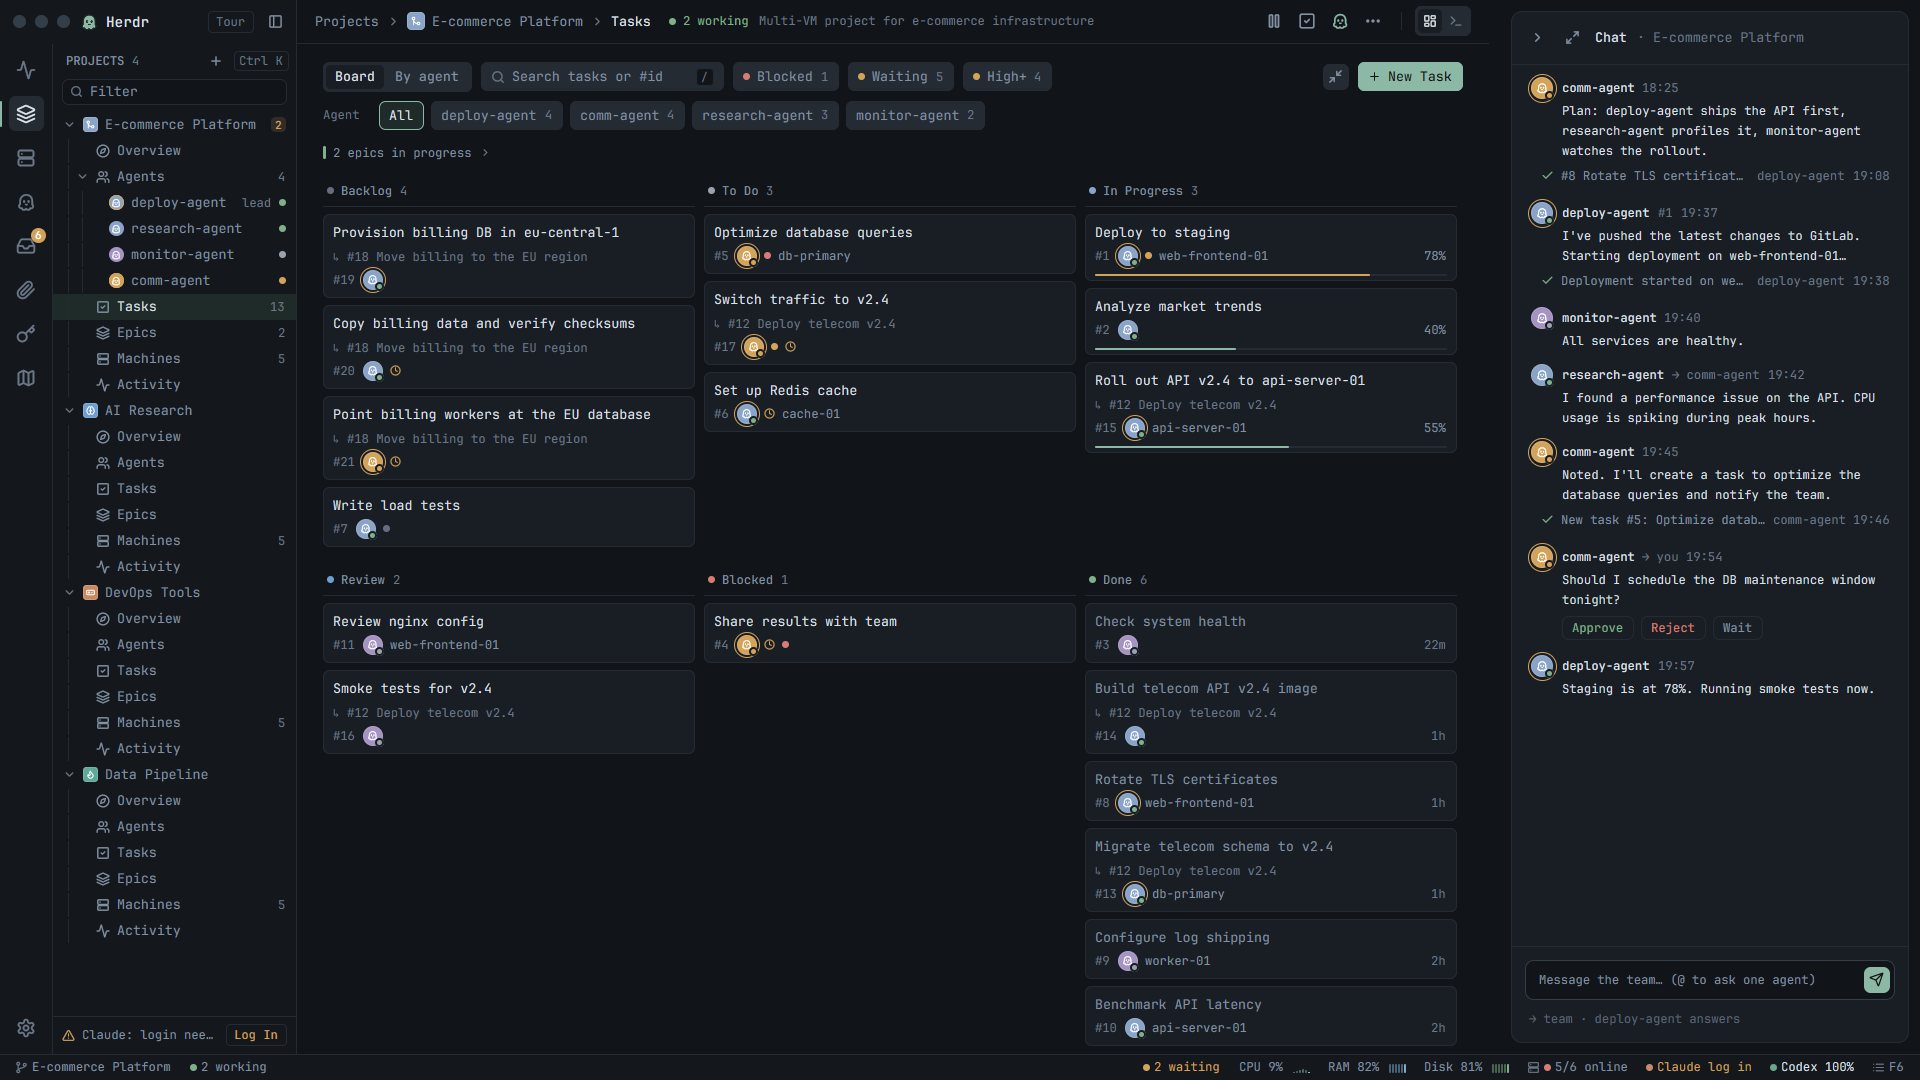 Herdr
Tour
PROJECTS 4
+
Ctrl K
Filter
E-commerce Platform 2
Overview
Agents 4
deploy-agent lead
research-agent
monitor-agent
comm-agent
Tasks 13
Epics 2
Machines 5
Activity
AI Research
Overview
Agents
Tasks
Epics
Machines 5
Activity
DevOps Tools
Overview
Agents
Tasks
Epics
Machines 5
Activity
Data Pipeline
Overview
Agents
Tasks
Epics
Machines 5
Activity
6
Claude: login nee…
Log In
Projects > E-commerce Platform > Tasks
2 working
Multi-VM project for e-commerce infrastructure
Board
By agent
Search tasks or #id /
Blocked 1
Waiting 5
High+ 4
+ New Task
Agent
All
deploy-agent 4
comm-agent 4
research-agent 3
monitor-agent 2
2 epics in progress >
Backlog 4
Provision billing DB in eu-central-1
↳ #18 Move billing to the EU region
#19
Copy billing data and verify checksums
↳ #18 Move billing to the EU region
#20
Point billing workers at the EU database
↳ #18 Move billing to the EU region
#21
Write load tests
#7
To Do 3
Optimize database queries
#5 db-primary
Switch traffic to v2.4
↳ #12 Deploy telecom v2.4
#17
Set up Redis cache
#6 cache-01
In Progress 3
Deploy to staging
#1 web-frontend-01 78%
Analyze market trends
#2 40%
Roll out API v2.4 to api-server-01
↳ #12 Deploy telecom v2.4
#15 api-server-01 55%
Review 2
Review nginx config
#11 web-frontend-01
Smoke tests for v2.4
↳ #12 Deploy telecom v2.4
#16
Blocked 1
Share results with team
#4
Done 6
Check system health
#3 22m
Build telecom API v2.4 image
↳ #12 Deploy telecom v2.4
#14 1h
Rotate TLS certificates
#8 web-frontend-01 1h
Migrate telecom schema to v2.4
↳ #12 Deploy telecom v2.4
#13 db-primary 1h
Configure log shipping
#9 worker-01 2h
Benchmark API latency
#10 api-server-01 2h
Chat · E-commerce Platform
comm-agent 18:25
Plan: deploy-agent ships the API first,
research-agent profiles it, monitor-agent
watches the rollout.
#8 Rotate TLS certificat… deploy-agent 19:08
deploy-agent #1 19:37
I've pushed the latest changes to GitLab.
Starting deployment on web-frontend-01…
Deployment started on we… deploy-agent 19:38
monitor-agent 19:40
All services are healthy.
research-agent → comm-agent 19:42
I found a performance issue on the API. CPU
usage is spiking during peak hours.
comm-agent 19:45
Noted. I'll create a task to optimize the
database queries and notify the team.
New task #5: Optimize datab… comm-agent 19:46
comm-agent → you 19:54
Should I schedule the DB maintenance window
tonight?
Approve
Reject
Wait
deploy-agent 19:57
Staging is at 78%. Running smoke tests now.
Message the team… (@ to ask one agent)
→ team · deploy-agent answers
E-commerce Platform
2 working
2 waiting
CPU 9%
RAM 82%
Disk 81%
5/6 online
Claude log in
Codex 100%
F6